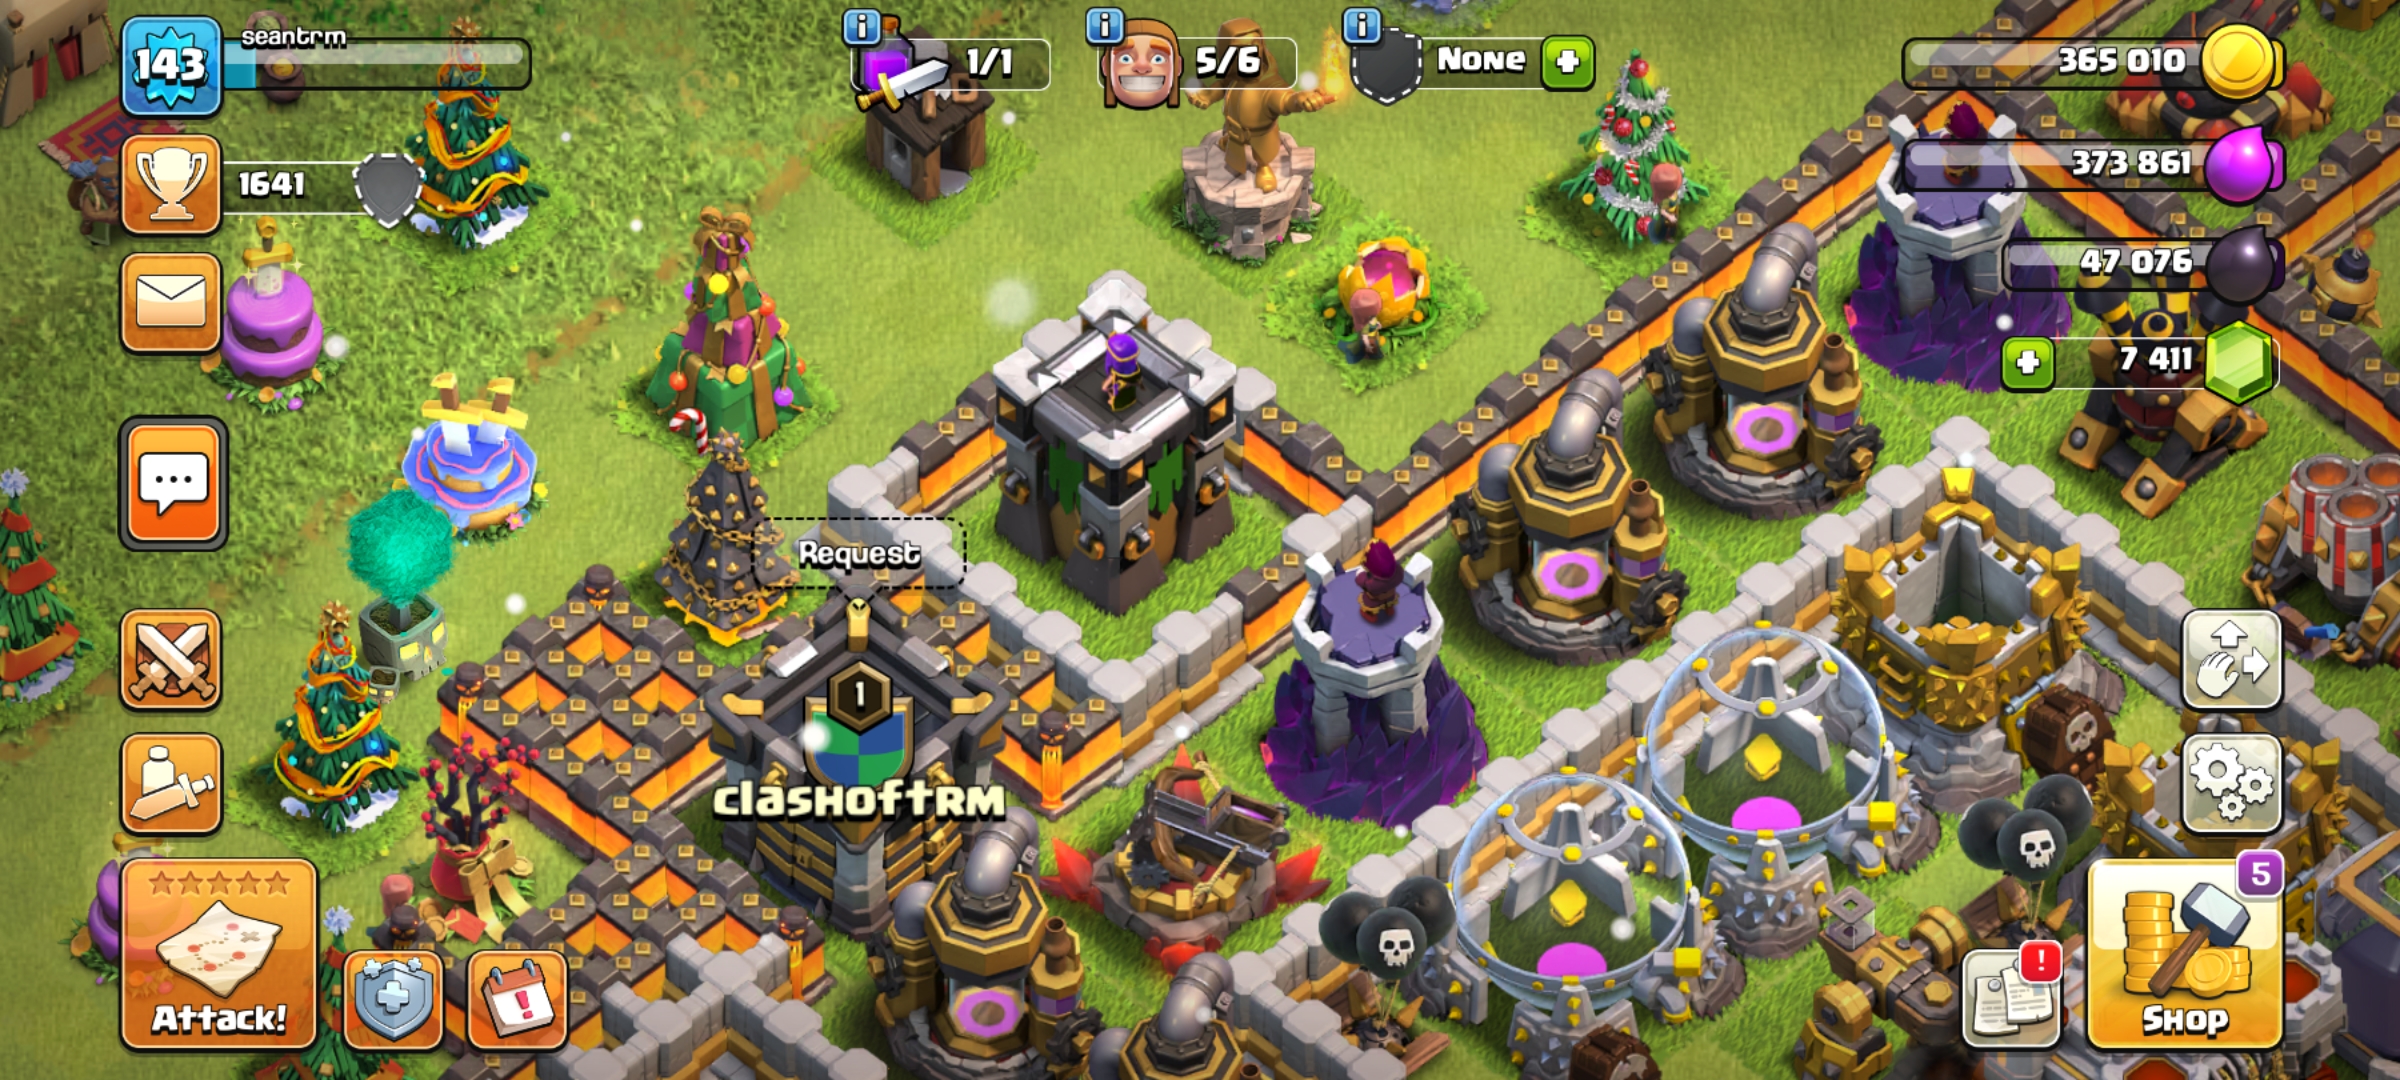 143
seantrm
i
1/1
i
5/6
i
None
365 010
1641
373 861
47 076
7 411
Request
1
clashoftRM
5
!
Attack!
!
Shop